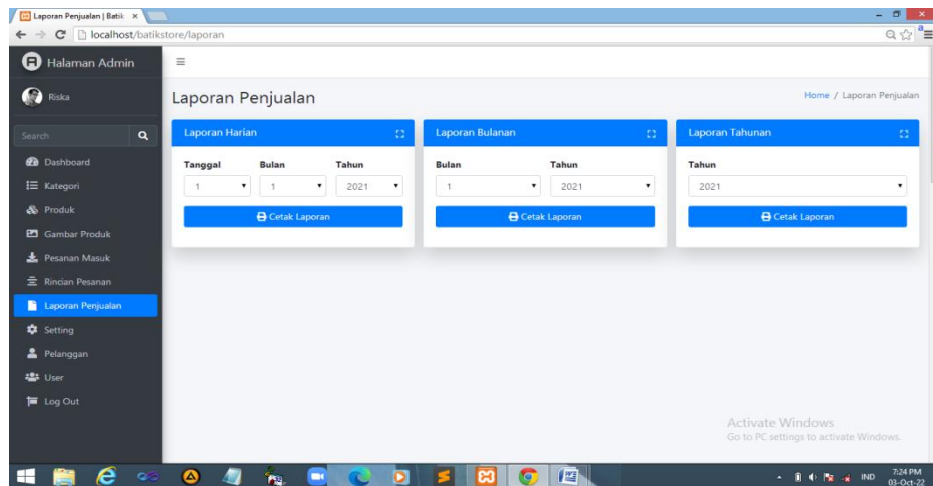 Laporan Penjualan | Batik
localhost/batikstore/laporan
Halaman Admin
Riska
Search
Dashboard
Kategori
Produk
Gambar Produk
Pesanan Masuk
Rincian Pesanan
Laporan Penjualan
Setting
Pelanggan
User
Log Out
Laporan Penjualan
Home / Laporan Penjualan
Laporan Harian
Tanggal Bulan Tahun
1 1 2021
Cetak Laporan
Laporan Bulanan
Bulan Tahun
1 2021
Cetak Laporan
Laporan Tahunan
Tahun
2021
Cetak Laporan
Activate Windows
Go to PC settings to activate Windows.
IND
7:24 PM
03-Oct-22